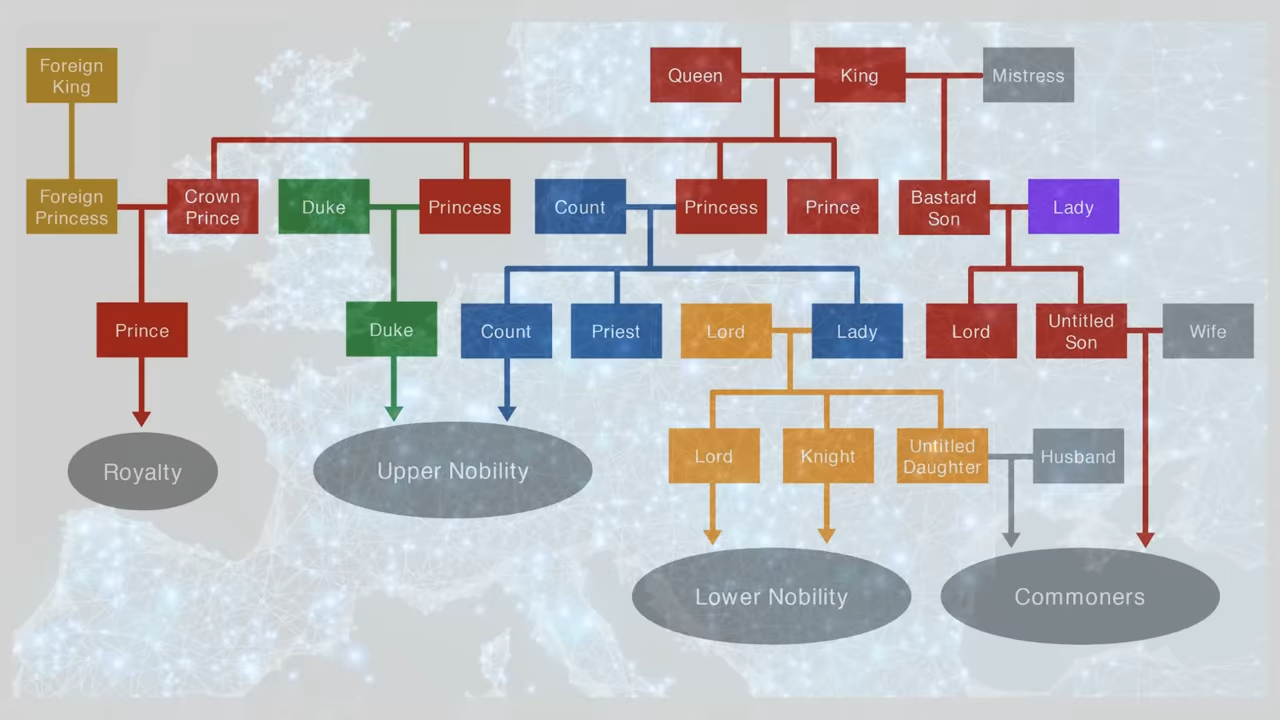 Foreign
King
Queen
King
Mistress
Foreign
Princess
Crown
Prince
Duke
Princess
Count
Princess
Prince
Bastard
Son
Lady
Prince
Duke
Count
Priest
Lord
Lady
Lord
Untitled
Son
Wife
Royalty
Upper Nobility
Lord
Knight
Untitled
Daughter
Husband
Lower Nobility
Commoners